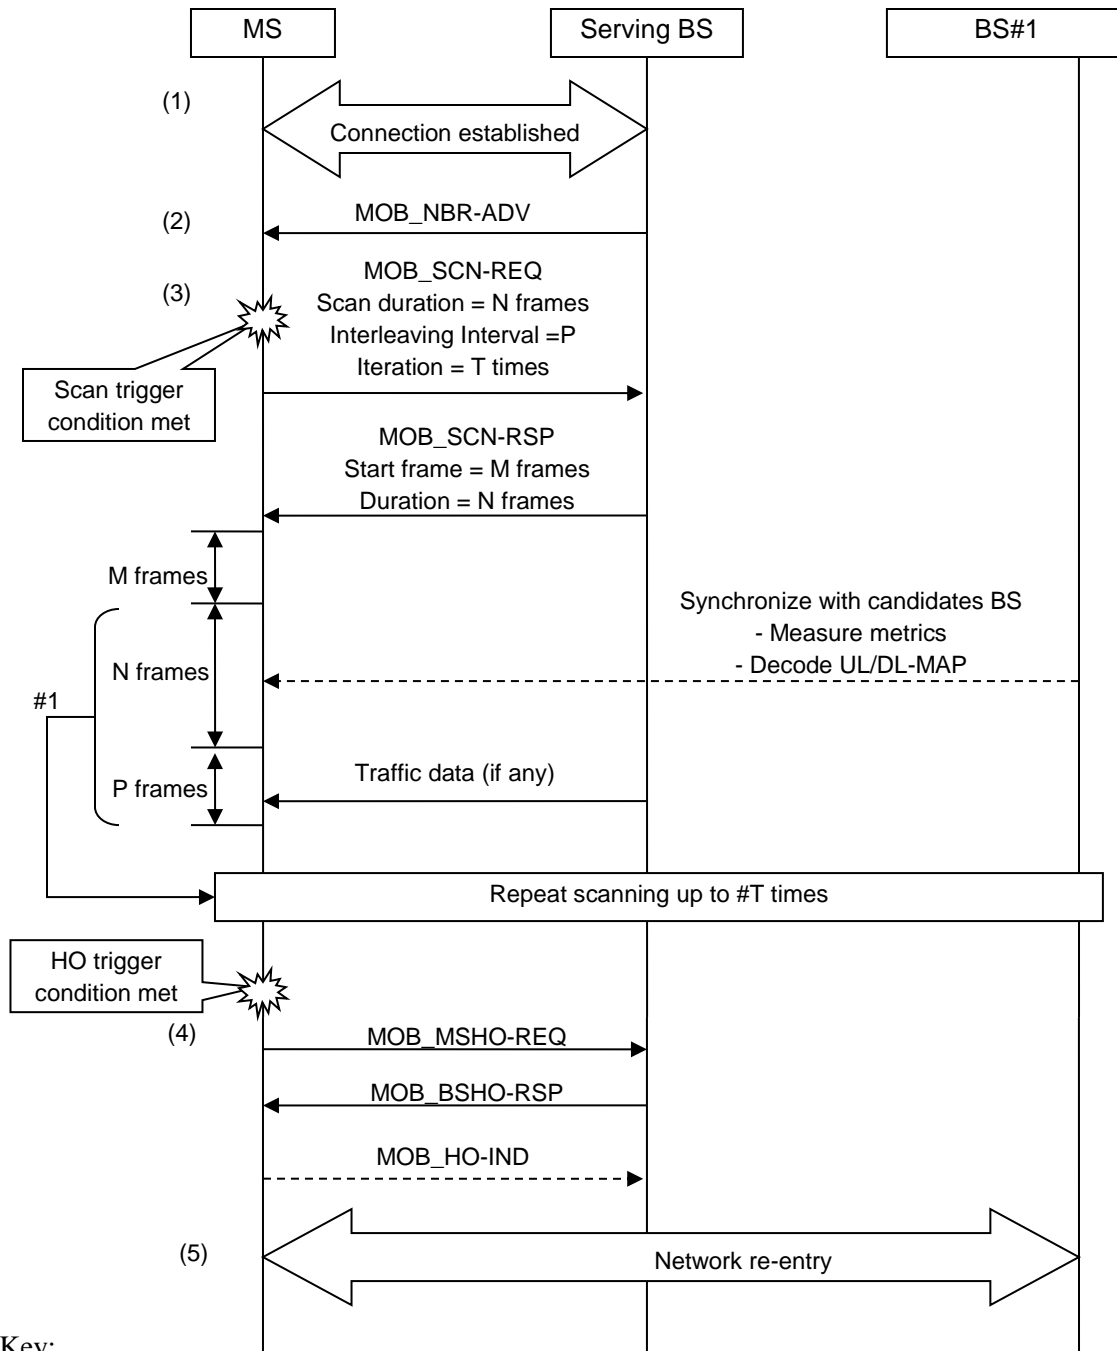 MS
Serving BS
BS#1
(1)
Connection established
(2)
MOB_NBR-ADV
(3)
MOB_SCN-REQ
Scan duration = N frames
Interleaving Interval =P
Iteration = T times
Scan trigger
condition met
MOB_SCN-RSP
Start frame = M frames
Duration = N frames
M frames
Synchronize with candidates BS
- Measure metrics
- Decode UL/DL-MAP
N frames
#1
Traffic data (if any)
P frames
Repeat scanning up to #T times
HO trigger
condition met
(4)
MOB_MSHO-REQ
MOB_BSHO-RSP
MOB_HO-IND
(5)
Network re-entry
Key: